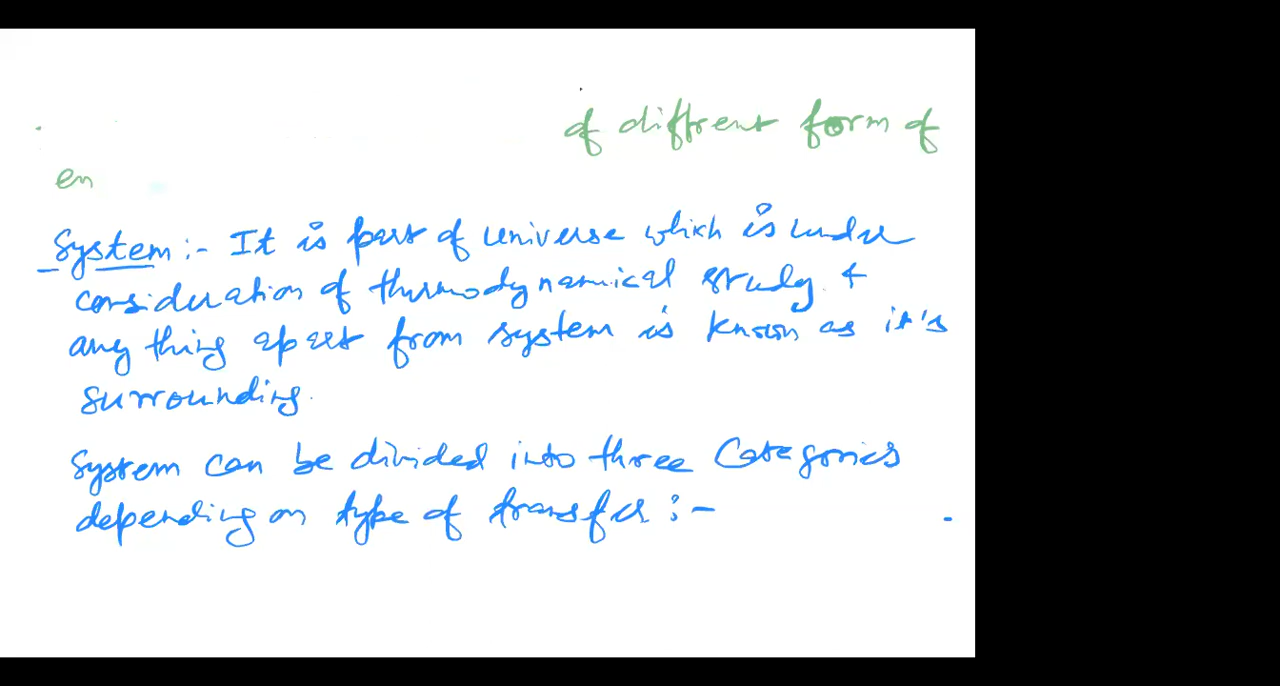 of diffrent form of
en
System :- It is part of universe which is under
consideration of thermodynamical study. &
any thing apart from system is known as it's
surrounding.
System can be divided into three Categories
depending on type of transfer :-